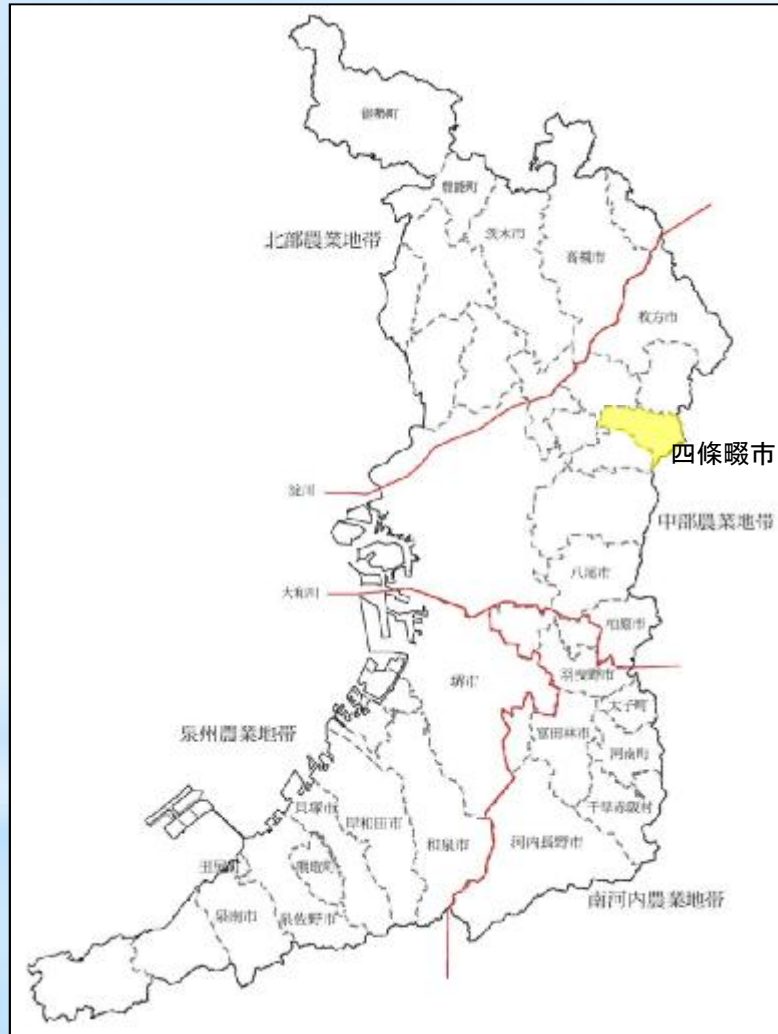 能勢町
豊能町
北部農業地帯
茨木市
高槻市
枚方市
四條畷市
淀川
中部農業地帯
八尾市
大和川
柏原市
羽曳野市
堺市
太子町
富田林市
泉州農業地帯
河南町
千早赤阪村
貝塚市
岸和田市
和泉市
河内長野市
田尻町
熊取町
南河内農業地帯
泉南市
泉佐野市